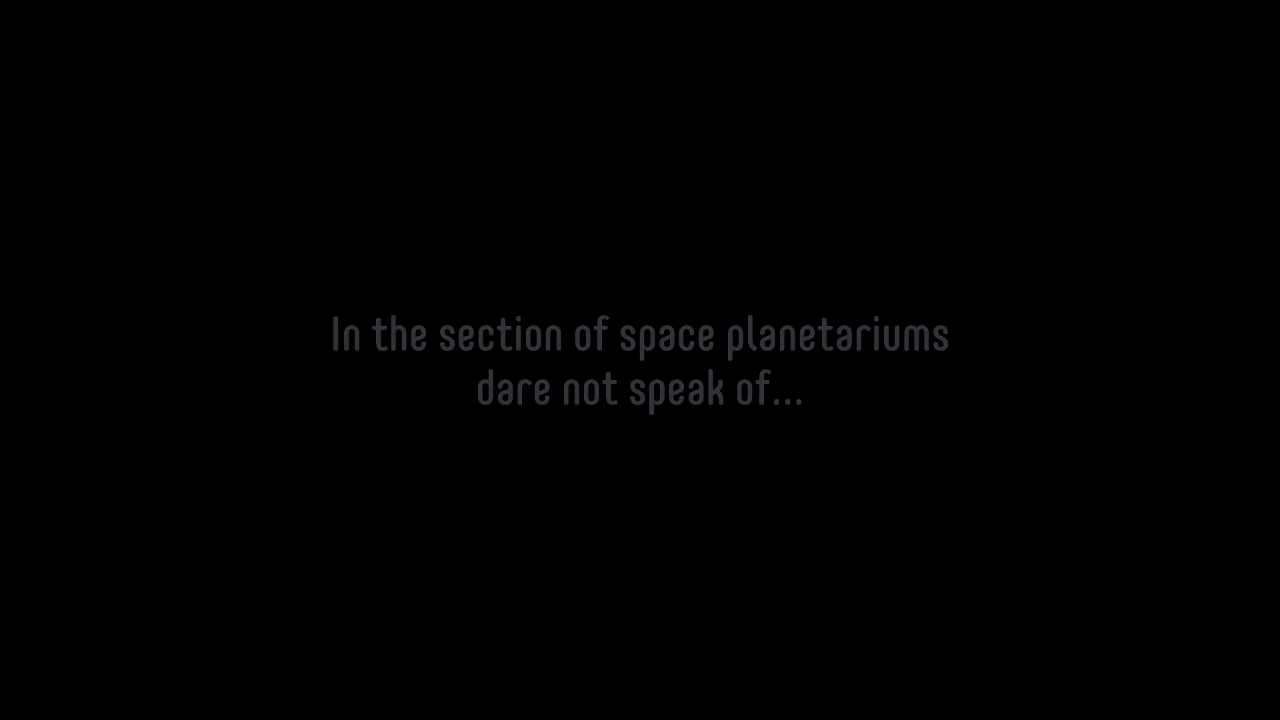 In the section of space planetariums
dare not speak of...